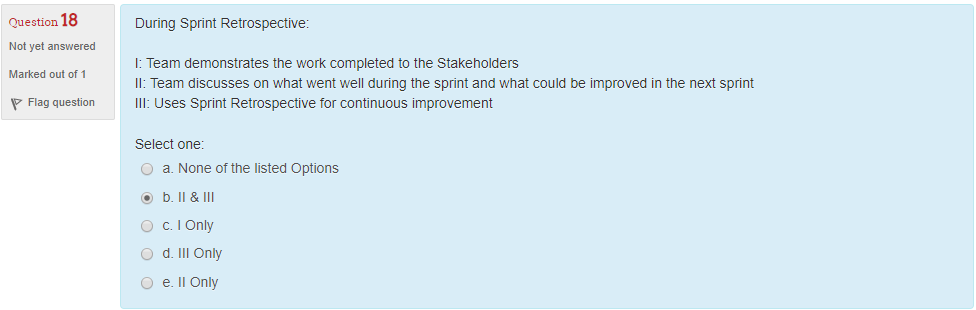 Question 18
Not yet answered
Marked out of 1
Flag question
During Sprint Retrospective:
I: Team demonstrates the work completed to the Stakeholders
II: Team discusses on what went well during the sprint and what could be improved in the next sprint
III: Uses Sprint Retrospective for continuous improvement
Select one:
a. None of the listed Options
b. II & III
c. I Only
d. III Only
e. II Only